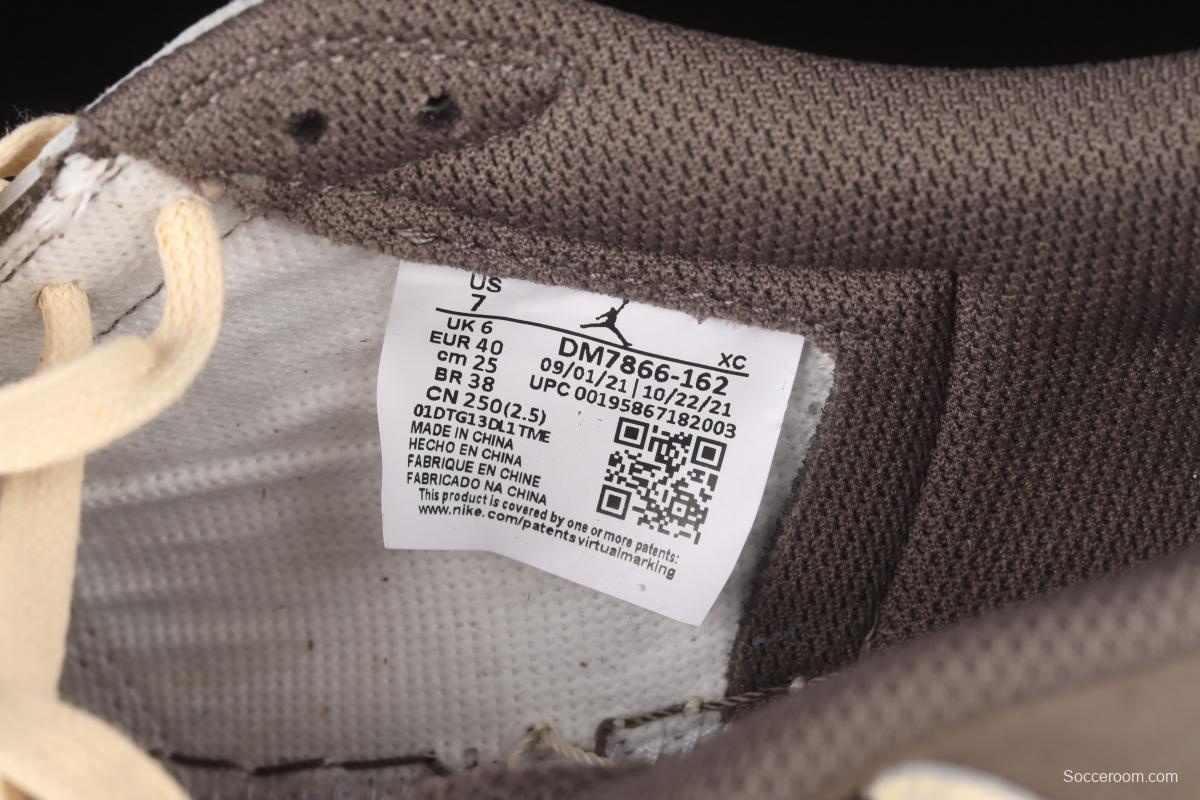 US
7
XC
UK 6
EUR 40
cm 25
BR 38
CN 250(2.5)
DM7866-162
09/01/21 | 10/22/21
UPC 00195867182003
01DTG13DL1TME
MADE IN CHINA
HECHO EN CHINA
FABRIQUE EN CHINE
FABRICADO NA CHINA
This product is covered by one or more patents:
www.nike.com/patentsvirtualmarking
Socceroom.com